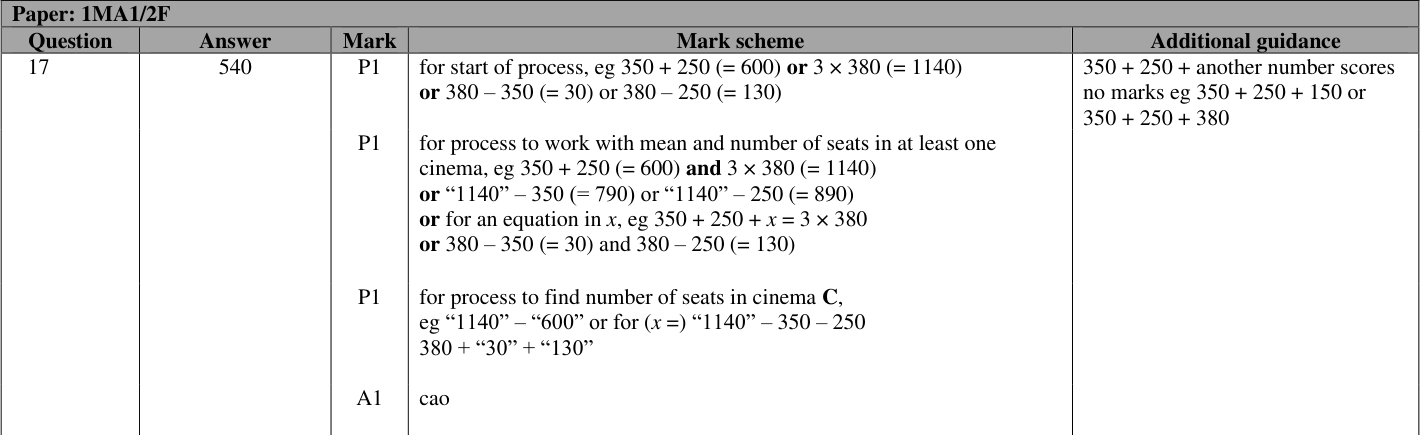 Paper: 1MA1/2F
Question Answer Mark Mark scheme Additional guidance
17 540 P1 for start of process, eg 350 + 250 (= 600) or 3 × 380 (= 1140) 350 + 250 + another number scores
or 380 – 350 (= 30) or 380 – 250 (= 130) no marks eg 350 + 250 + 150 or
350 + 250 + 380
P1 for process to work with mean and number of seats in at least one
cinema, eg 350 + 250 (= 600) and 3 × 380 (= 1140)
or “1140” – 350 (= 790) or “1140” – 250 (= 890)
or for an equation in x, eg 350 + 250 + x = 3 × 380
or 380 – 350 (= 30) and 380 – 250 (= 130)
P1 for process to find number of seats in cinema C,
eg “1140” – “600” or for (x =) “1140” – 350 – 250
380 + “30” + “130”
A1 cao